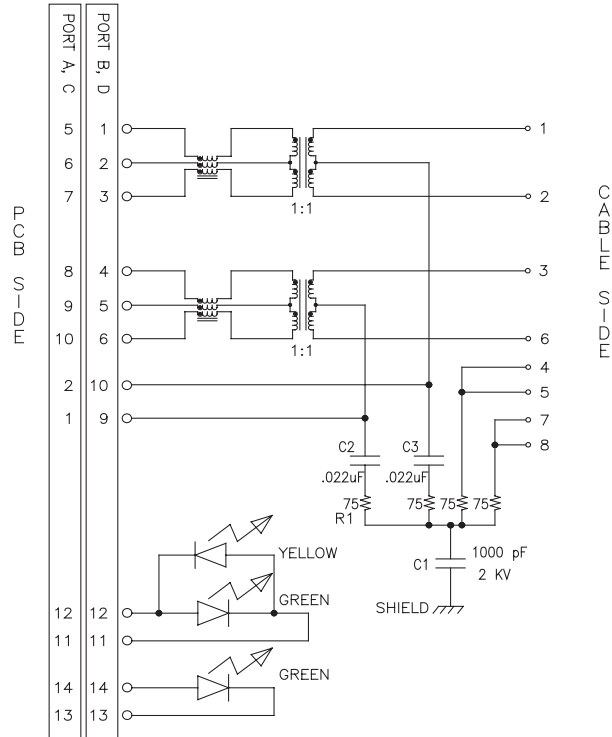 PORT A, C
PORT B, D
PCB SIDE
CABLE SIDE
5 1 1
6 2
7 3 2
1:1
8 4 3
9 5
10 6 6
1:1
4
2 10
5
1 9
7
8
C2 C3
.022uF .022uF
75 75 75 75
R1
C1 1000 pF
2 KV
SHIELD
YELLOW
GREEN
12 12
11 11
GREEN
14 14
13 13